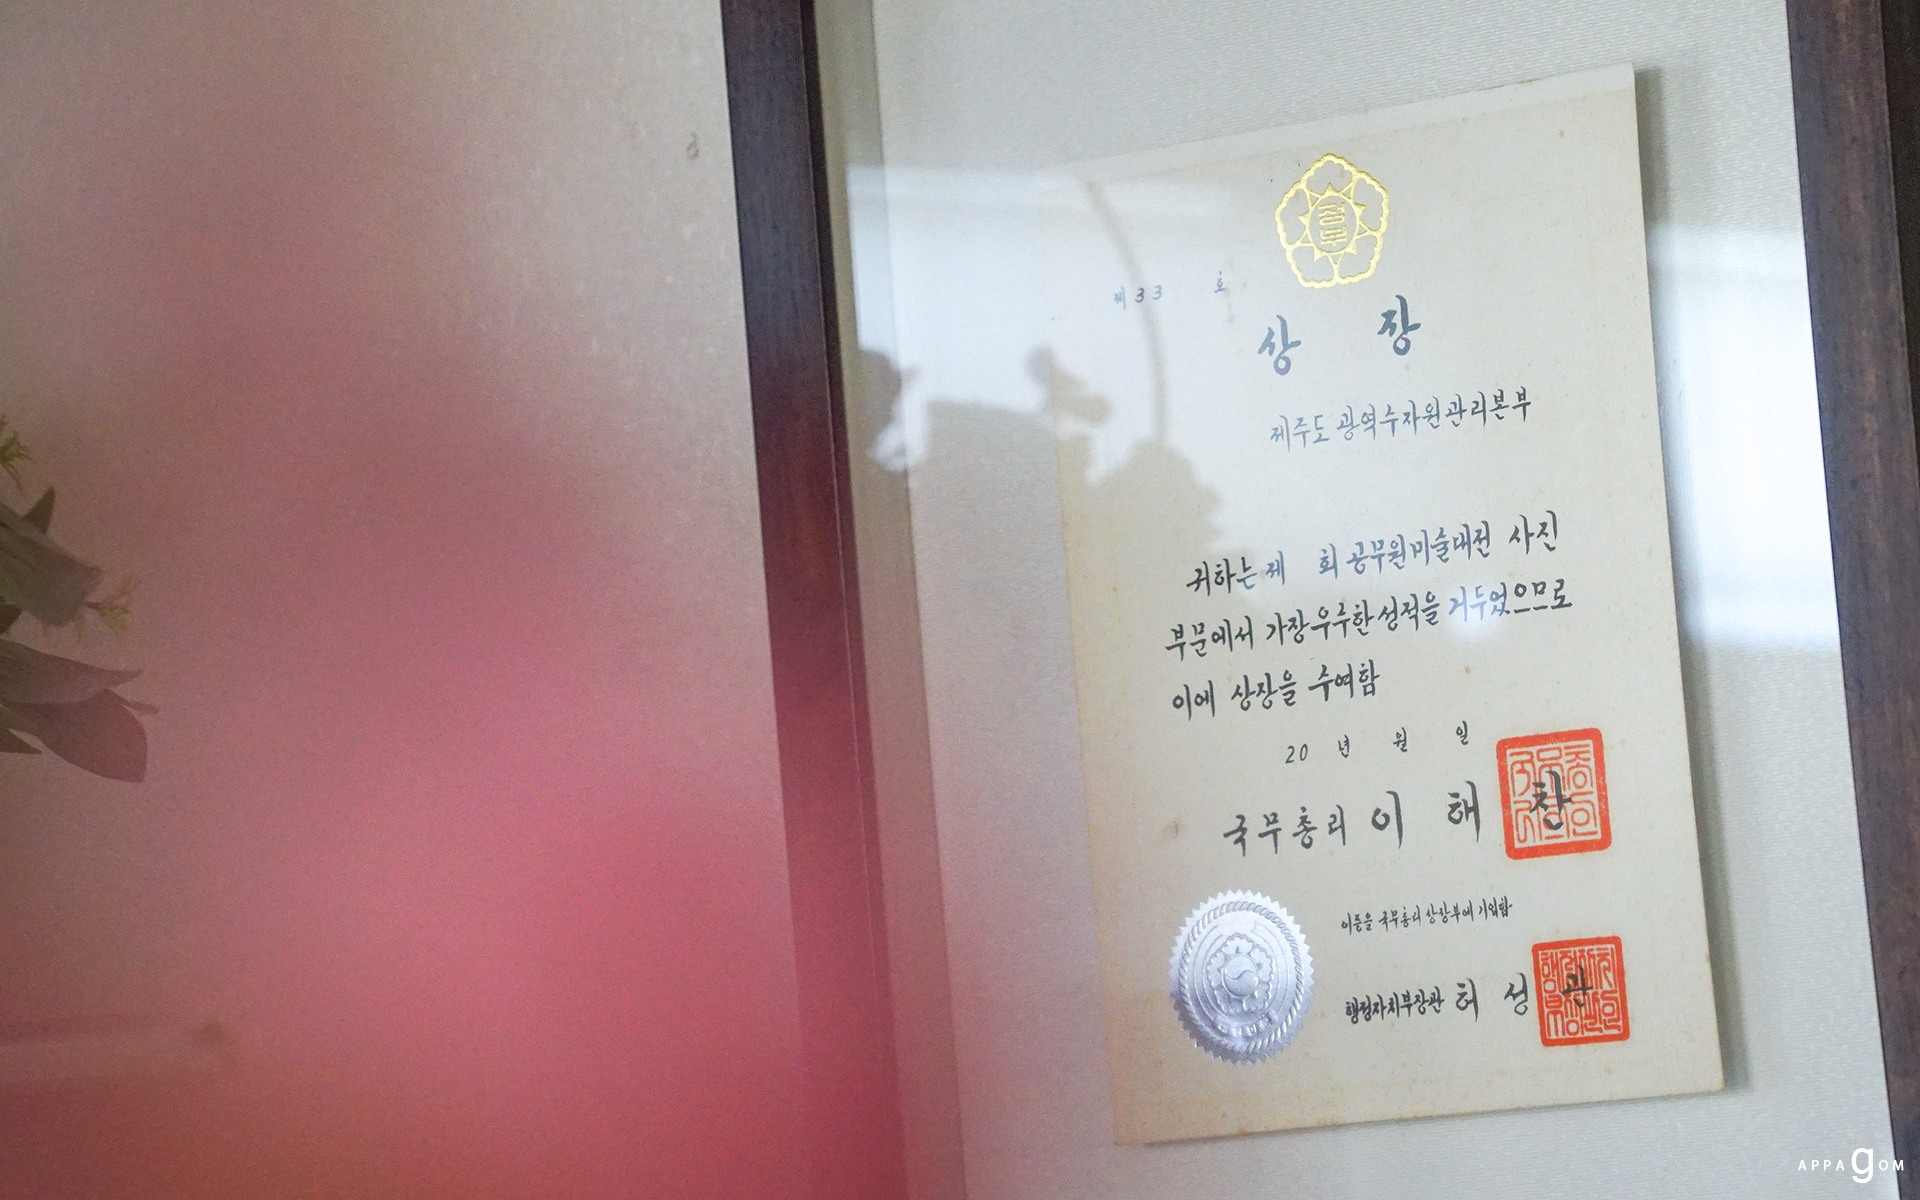 정부
제33 호
상 장
제주도 광역수자원관리본부
귀하는 제 회 공무원미술대전 사진
부문에서 가장 우수한 성적을 거두었으므로
이에 상장을 수여함
20 년 월 일
국무총리 이 해 찬
이증을 국무총리 상장부에 기입함
행정자치부장관 허 성 관
APPAgOM